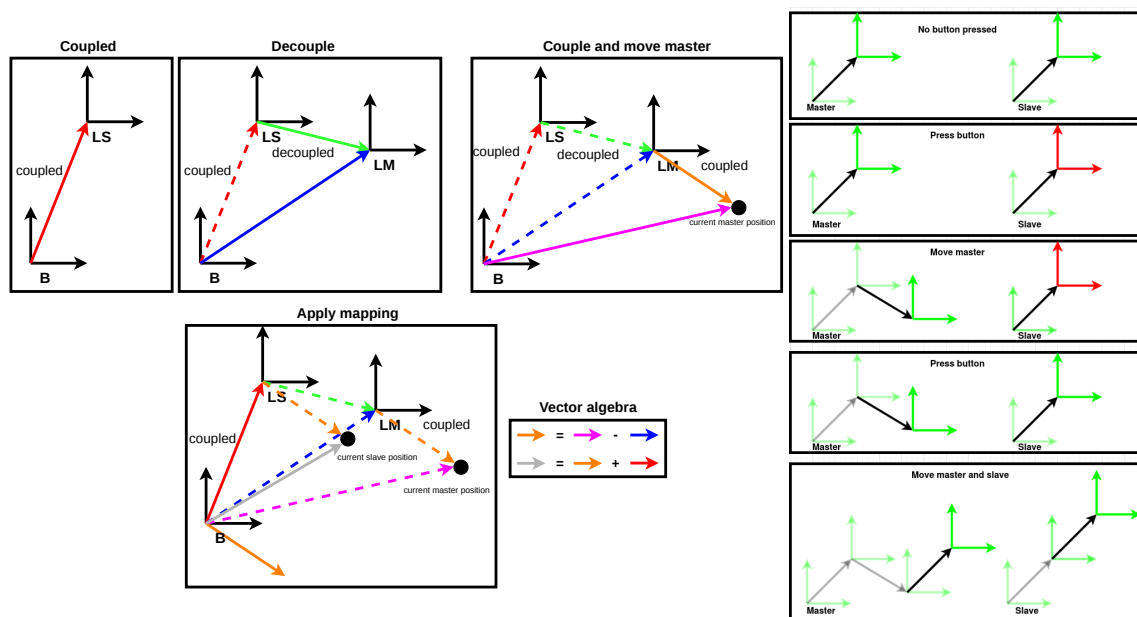 Coupled
LS
coupled
B
Decouple
LS
decoupled
coupled
LM
B
Couple and move master
LS
coupled
decoupled
LM
coupled
current master position
B
Apply mapping
LS
coupled
LM
coupled
current slave position
current master position
B
Vector algebra
= -
= +
No button pressed
Master
Slave
Press button
Master
Slave
Move master
Master
Slave
Press button
Master
Slave
Move master and slave
Master
Slave